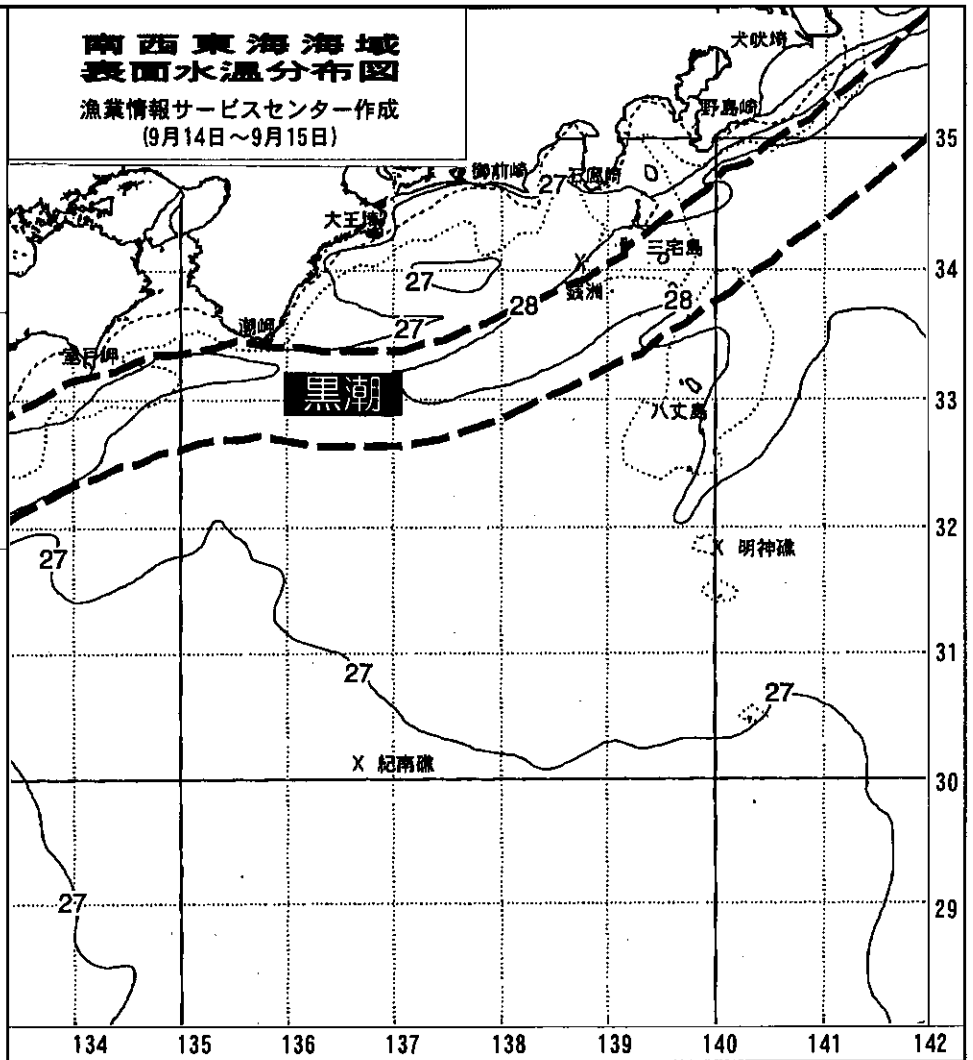 南西東海海域
表面水温分布図
漁業情報サービスセンター作成
(9月14日～9月15日)
犬吠埼
野島崎
35
御前崎
石廊崎
27
大王埼
三宅島
34
27
銭洲
28
28
27
潮岬
室戸岬
黒潮
八丈島
33
32
27
明神礁
31
27
27
紀南礁
30
27
29
134
135
136
137
138
139
140
141
142